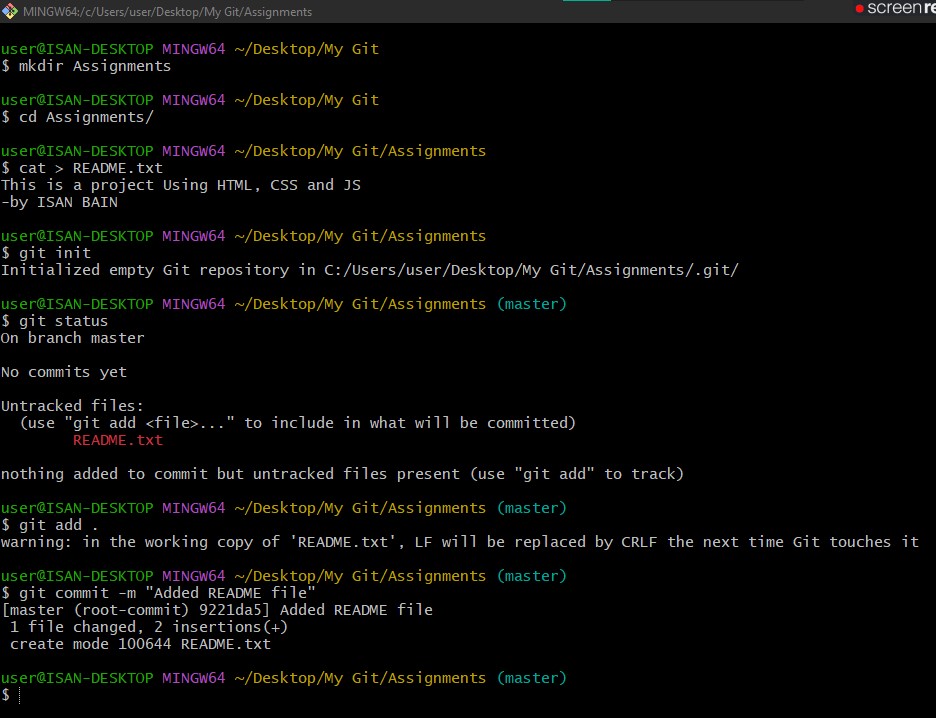 MINGW64:/c/Users/user/Desktop/My Git/Assignments
screen
user@ISAN-DESKTOP MINGW64 ~/Desktop/My Git
$ mkdir Assignments
user@ISAN-DESKTOP MINGW64 ~/Desktop/My Git
$ cd Assignments/
user@ISAN-DESKTOP MINGW64 ~/Desktop/My Git/Assignments
$ cat > README.txt
This is a project Using HTML, CSS and JS
-by ISAN BAIN
user@ISAN-DESKTOP MINGW64 ~/Desktop/My Git/Assignments
$ git init
Initialized empty Git repository in C:/Users/user/Desktop/My Git/Assignments/.git/
user@ISAN-DESKTOP MINGW64 ~/Desktop/My Git/Assignments (master)
$ git status
On branch master
No commits yet
Untracked files:
(use "git add <file>..." to include in what will be committed)
README.txt
nothing added to commit but untracked files present (use "git add" to track)
user@ISAN-DESKTOP MINGW64 ~/Desktop/My Git/Assignments (master)
$ git add .
warning: in the working copy of 'README.txt', LF will be replaced by CRLF the next time Git touches it
user@ISAN-DESKTOP MINGW64 ~/Desktop/My Git/Assignments (master)
$ git commit -m "Added README file"
[master (root-commit) 9221da5] Added README file
1 file changed, 2 insertions(+)
create mode 100644 README.txt
user@ISAN-DESKTOP MINGW64 ~/Desktop/My Git/Assignments (master)
$